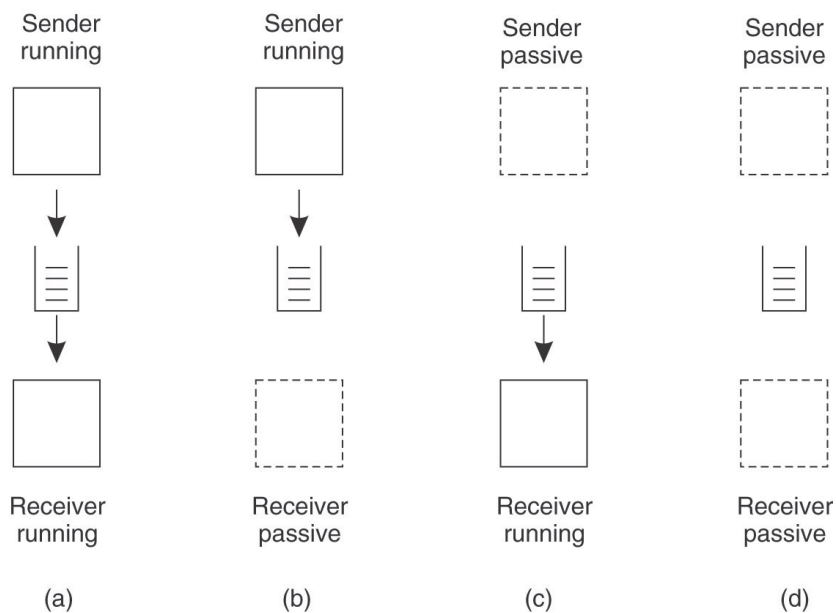 Sender
running
Sender
running
Sender
passive
Sender
passive
Receiver
running
Receiver
passive
Receiver
running
Receiver
passive
(a)
(b)
(c)
(d)